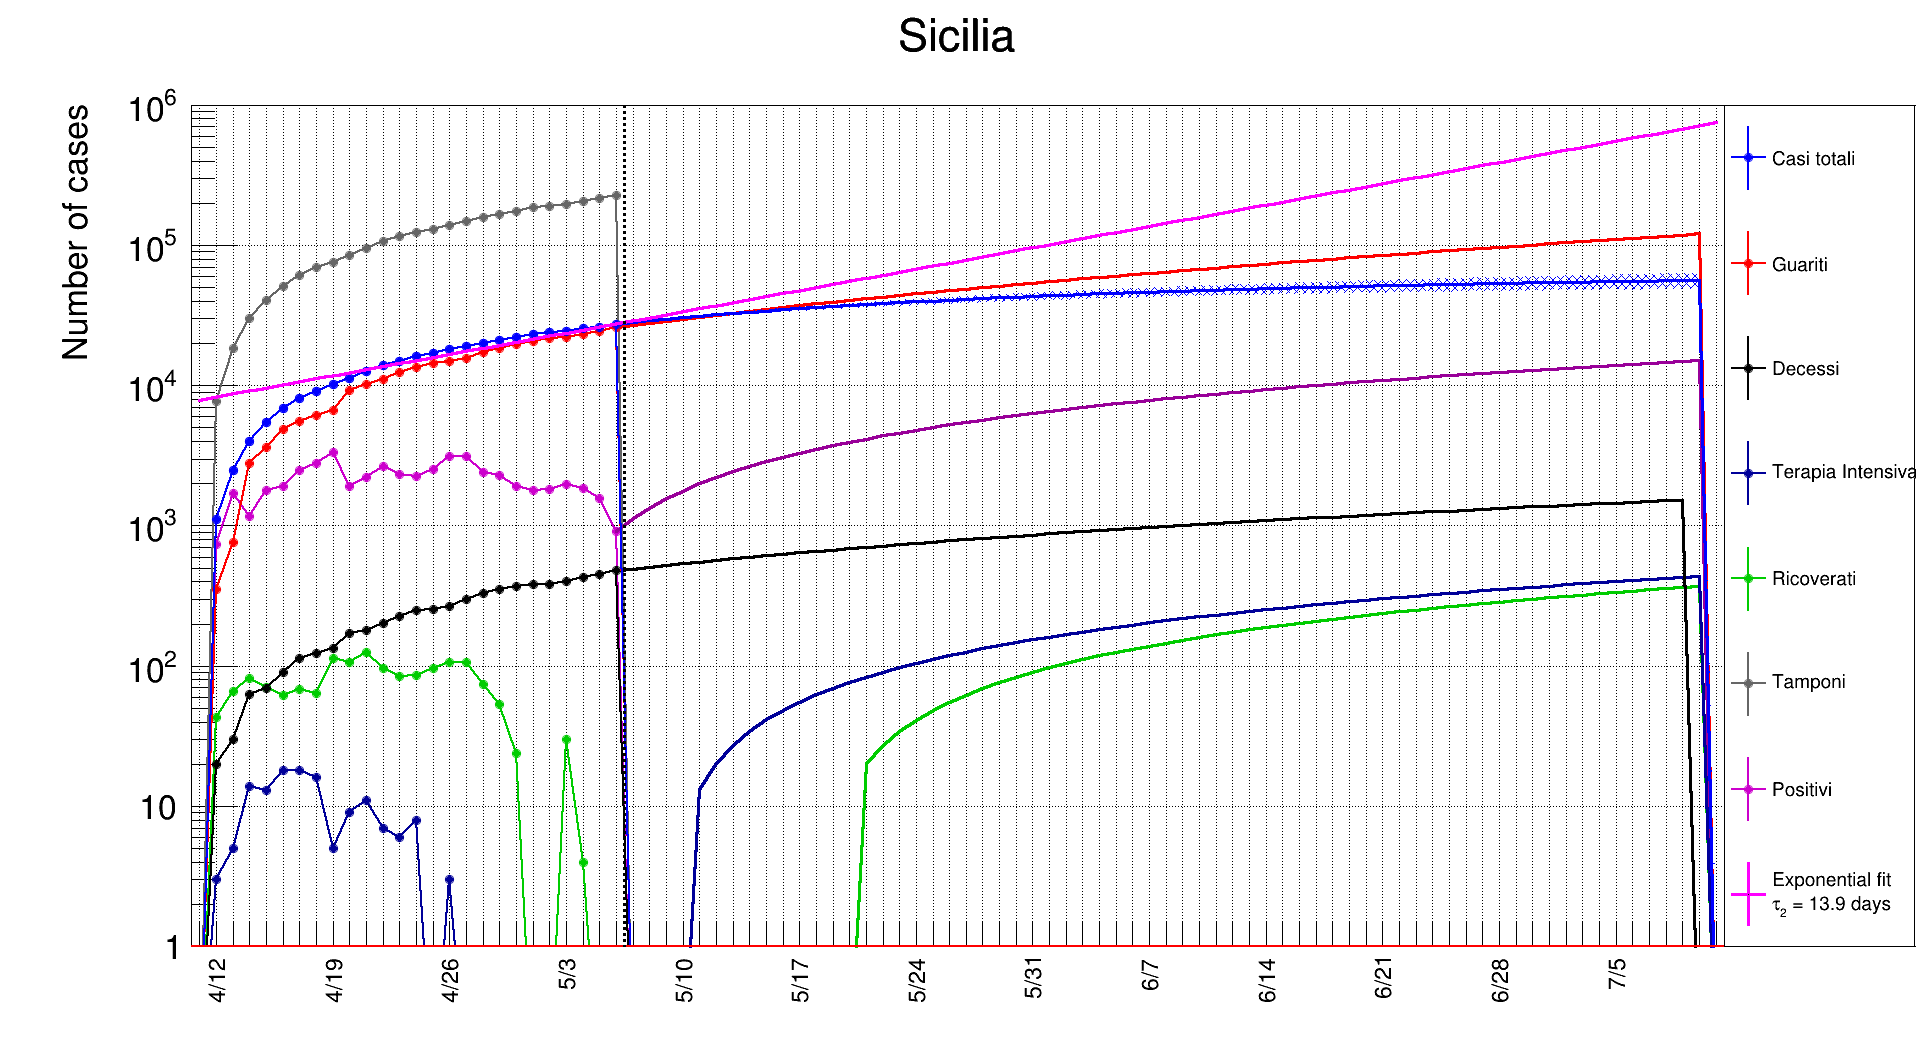 Sicilia
Number of cases
10^6
10^5
10^4
10^3
10^2
10
1
4/12
4/19
4/26
5/3
5/10
5/17
5/24
5/31
6/7
6/14
6/21
6/28
7/5
Casi totali
Guariti
Decessi
Terapia Intensiva
Ricoverati
Tamponi
Positivi
Exponential fit
τ₂ = 13.9 days